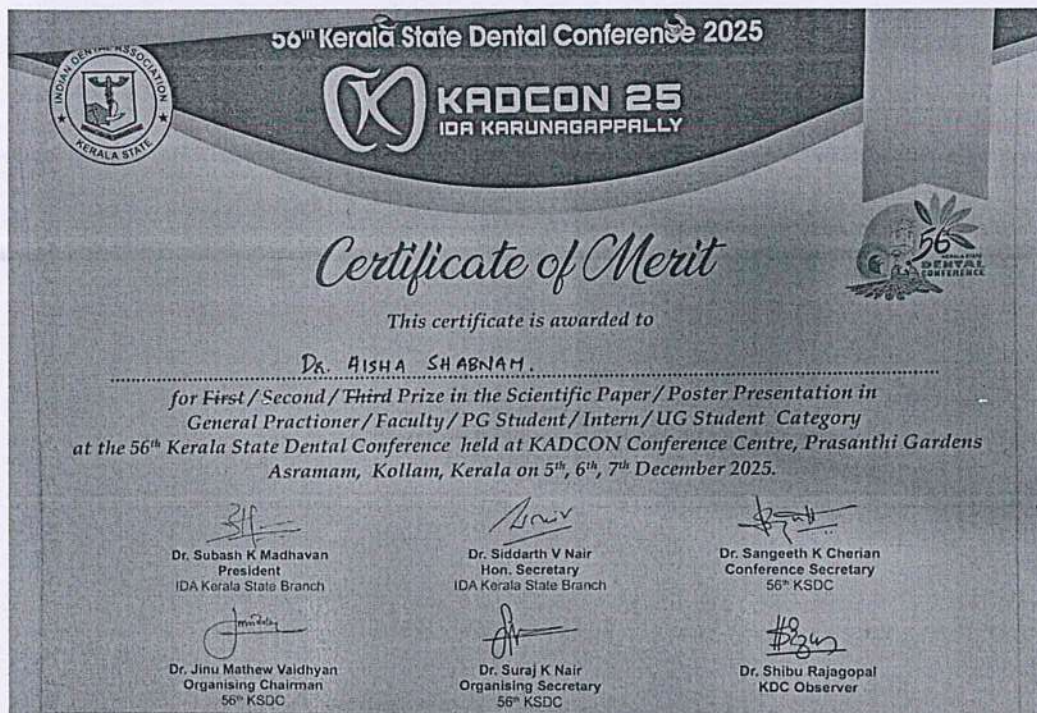 56th Kerala State Dental Conference 2025
INDIAN DENTAL ASSOCIATION
KERALA STATE
KADCON 25
IDA KARUNAGAPPALLY
56
KERALA STATE
DENTAL
CONFERENCE
Certificate of Merit
This certificate is awarded to
DR. AISHA SHABNAM.
for First / Second / Third Prize in the Scientific Paper / Poster Presentation in
General Practioner / Faculty / PG Student / Intern / UG Student Category
at the 56th Kerala State Dental Conference held at KADCON Conference Centre, Prasanthi Gardens
Asramam, Kollam, Kerala on 5th, 6th, 7th December 2025.
Dr. Subash K Madhavan
President
IDA Kerala State Branch
Dr. Siddarth V Nair
Hon. Secretary
IDA Kerala State Branch
Dr. Sangeeth K Cherian
Conference Secretary
56th KSDC
Dr. Jinu Mathew Vaidhyan
Organising Chairman
56th KSDC
Dr. Suraj K Nair
Organising Secretary
56th KSDC
Dr. Shibu Rajagopal
KDC Observer